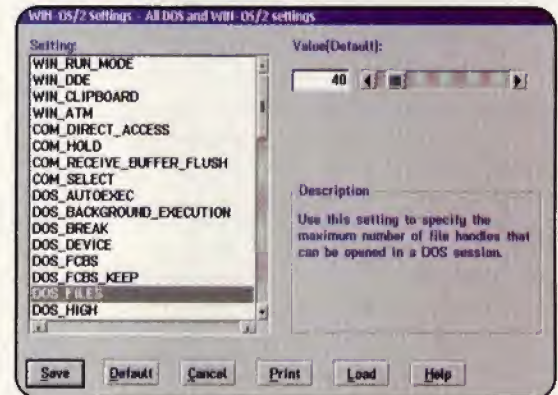 WIN-OS/2 settings - All DOS and WIN-OS/2 settings
Setting:
WIN_RUN_MODE
WIN_DDE
WIN_CLIPBOARD
WIN_ATM
COM_DIRECT_ACCESS
COM_HOLD
COM_RECEIVE_BUFFER_FLUSH
COM_SELECT
DOS_AUTOEXEC
DOS_BACKGROUND_EXECUTION
DOS_BREAK
DOS_DEVICE
DOS_FCBS
DOS_FCBS_KEEP
DOS_FILES
DOS_HIGH
Value(Default):
40
Description
Use this setting to specify the
maximum number of file handles that
can be opened in a DOS session.
Save Default Cancel Print Load Help